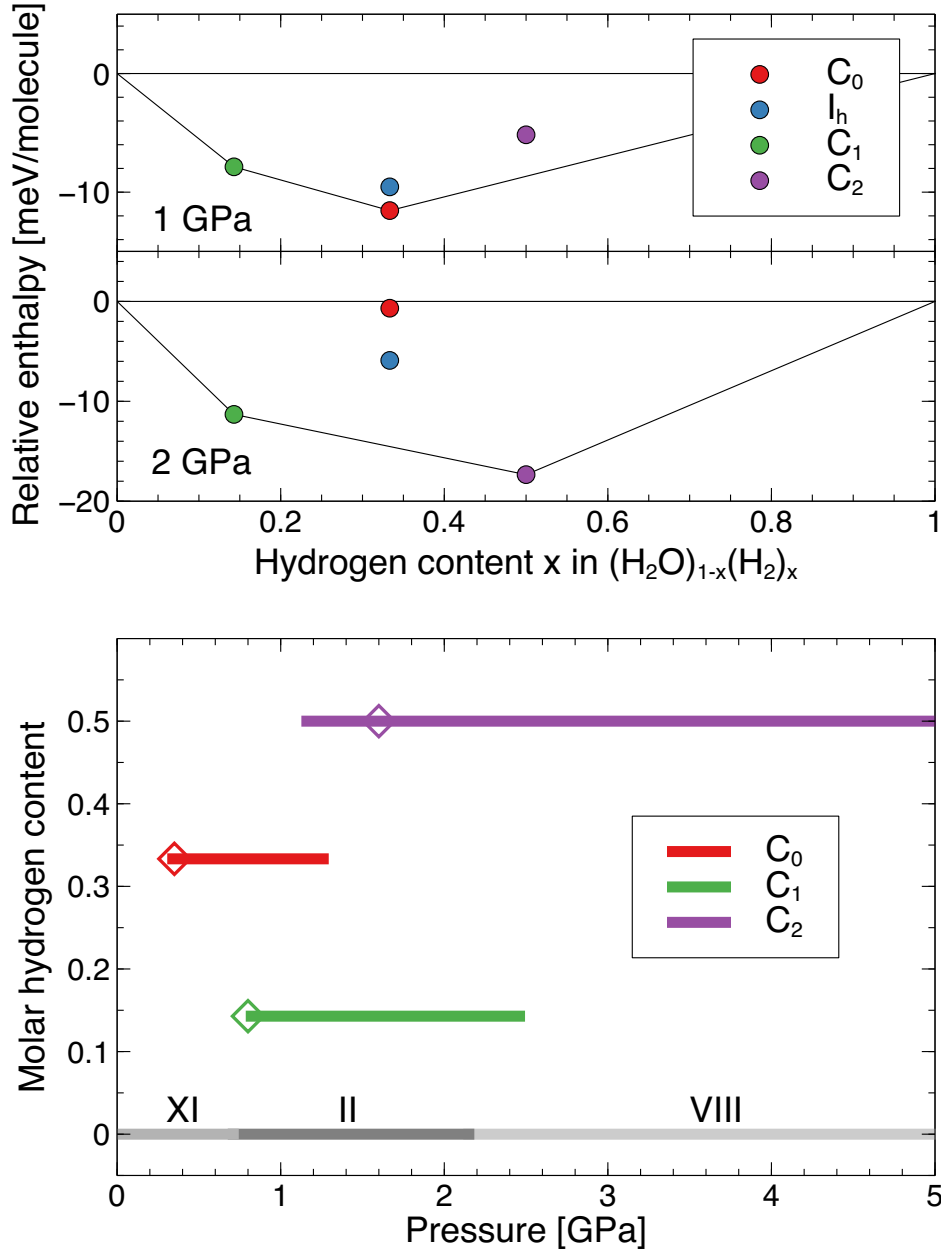 Relative enthalpy [meV/molecule]
0
−10
1 GPa
C₀
I_h
C₁
C₂
0
−10
−20
2 GPa
0 0.2 0.4 0.6 0.8 1
Hydrogen content x in (H₂O)₁₋ₓ(H₂)ₓ
Molar hydrogen content
0.5
0.4
0.3
0.2
0.1
0
C₀
C₁
C₂
XI II VIII
0 1 2 3 4 5
Pressure [GPa]